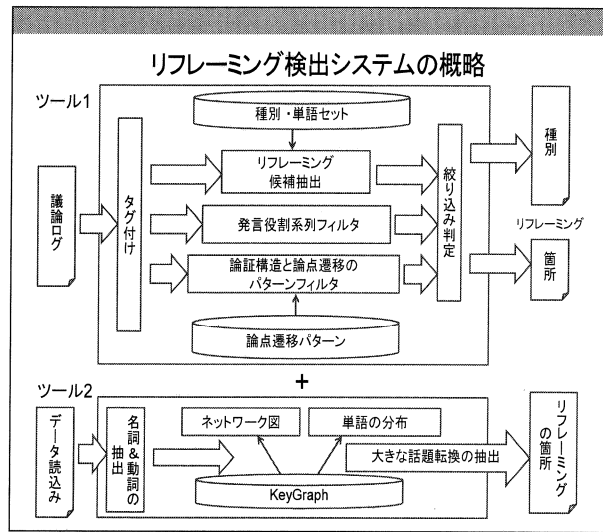 リフレーミング検出システムの概略
ツール1
種別・単語セット
議論ログ
タグ付け
リフレーミング
候補抽出
発言役割系列フィルタ
論証構造と論点遷移の
パターンフィルタ
論点遷移パターン
絞り込み判定
種別
リフレーミング
箇所
+
ツール2
データ読込み
名詞&動詞の
抽出
ネットワーク図
単語の分布
KeyGraph
大きな話題転換の抽出
リフレーミング
の箇所